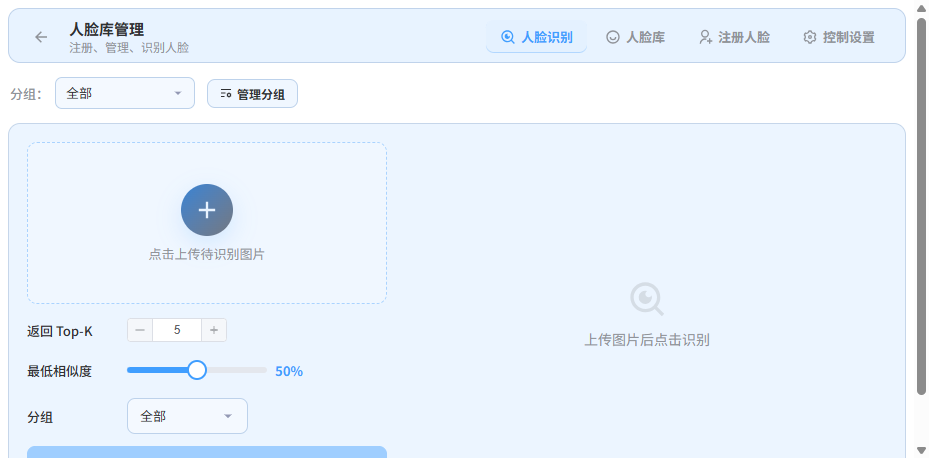 人脸库管理
注册、管理、识别人脸
人脸识别
人脸库
注册人脸
控制设置
分组：
全部
管理分组
点击上传待识别图片
返回 Top-K
5
最低相似度
50%
分组
全部
上传图片后点击识别